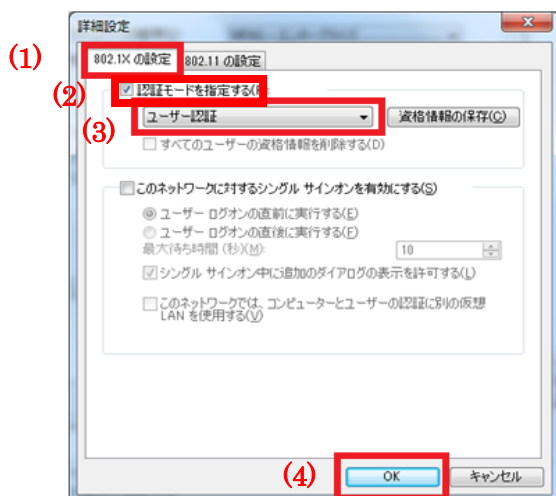 詳細設定
(1)
802.1X の設定 802.11 の設定
(2)
認証モードを指定する(P):
(3)
ユーザー認証
資格情報の保存(C)
すべてのユーザーの資格情報を削除する(D)
このネットワークに対するシングル サインオンを有効にする(S)
ユーザー ログオンの直前に実行する(E)
ユーザー ログオンの直後に実行する(F)
最大待ち時間 (秒)(M):
10
シングル サインオン中に追加のダイアログの表示を許可する(L)
このネットワークでは、コンピューターとユーザーの認証に別の仮想
LAN を使用する(V)
(4)
OK
キャンセル